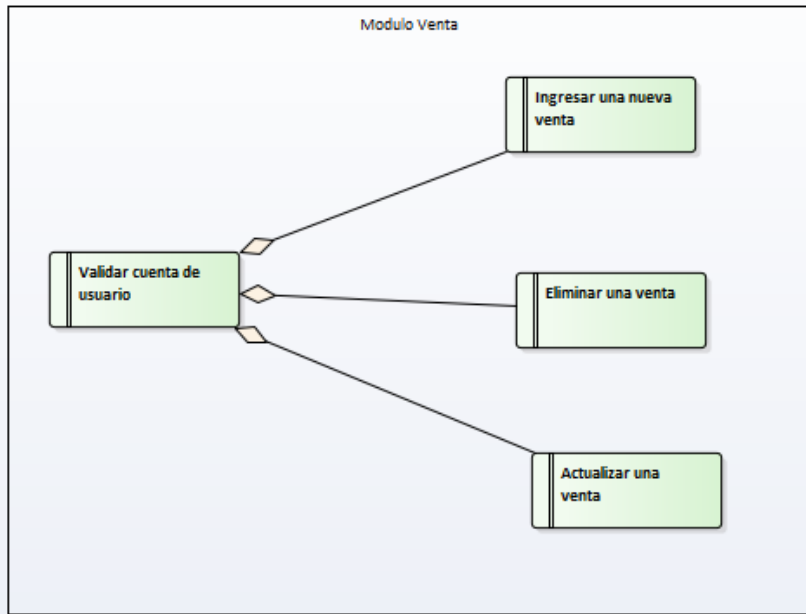 Modulo Venta
Ingresar una nueva
venta
Validar cuenta de
usuario
Eliminar una venta
Actualizar una
venta